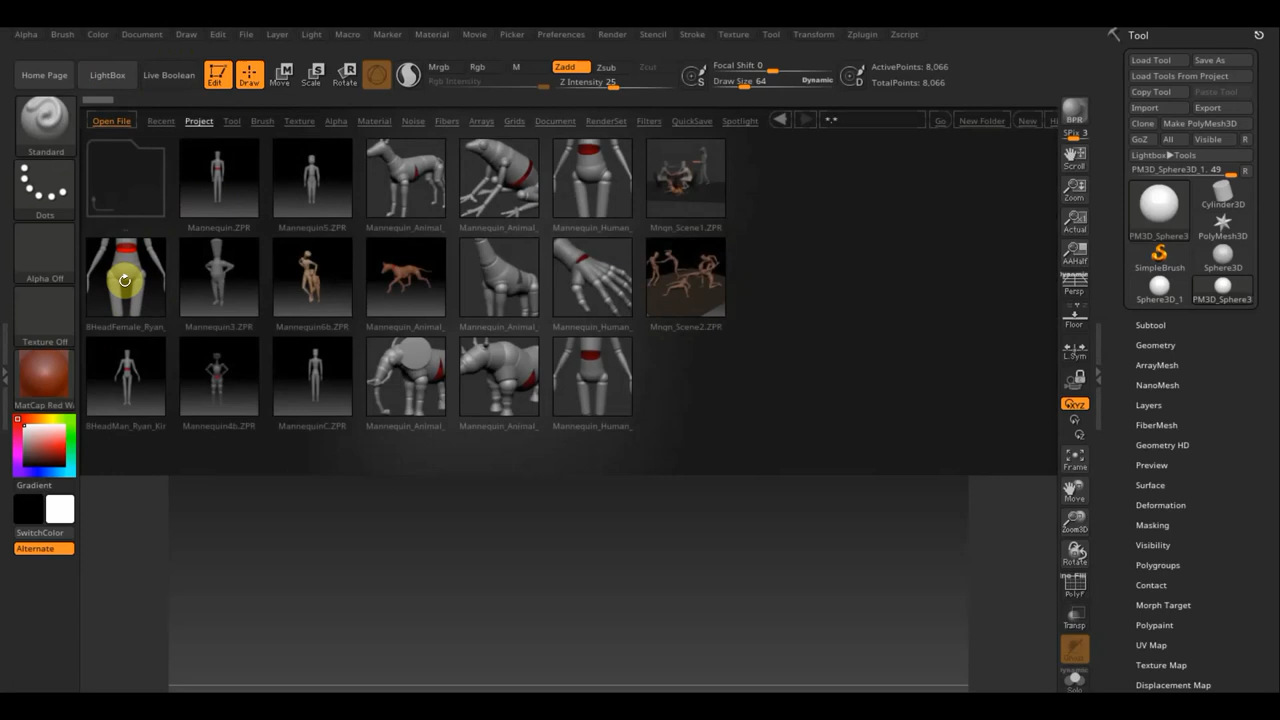 Alpha Brush Color Document Draw Edit File Layer Light Macro Marker Material Movie Picker Preferences Render Stencil Stroke Texture Tool Transform Zplugin Zscript
Tool
Home Page
LightBox
Live Boolean
Edit
Draw
Move
Scale
Rotate
Mrgb Rgb M
Rgb Intensity
Zadd Zsub Zcut
Z Intensity 25
S
Focal Shift 0
Draw Size 64 Dynamic
D
ActivePoints: 8,066
TotalPoints: 8,066
Load Tool Save As
Load Tools From Project
Copy Tool Paste Tool
Import Export
Clone Make PolyMesh3D
GoZ All Visible R
Lightbox▶Tools
PM3D_Sphere3D_1. 49 R
PM3D_Sphere3
Cylinder3D
PolyMesh3D
SimpleBrush
Sphere3D
Sphere3D_1
PM3D_Sphere3
Open File Recent Project Tool Brush Texture Alpha Material Noise Fibers Arrays Grids Document RenderSet Filters QuickSave Spotlight Go New Folder New
..
Mannequin.ZPR
Mannequin5.ZPR
Mannequin_Animal_
Mannequin_Animal_
Mannequin_Human_
Mnqn_Scene1.ZPR
8HeadFemale_Ryan_
Mannequin3.ZPR
Mannequin6b.ZPR
Mannequin_Animal_
Mannequin_Animal_
Mannequin_Human_
Mnqn_Scene2.ZPR
8HeadMan_Ryan_Kin
Mannequin4b.ZPR
MannequinC.ZPR
Mannequin_Animal_
Mannequin_Animal_
Mannequin_Human_
Standard
Dots
Alpha Off
Texture Off
MatCap Red Wa
Gradient
SwitchColor
Alternate
BPR
SPix 3
Scroll
Zoom
Actual
AAHalf
Dynamic
Persp
Floor
L.Sym
XYZ
Y
Z
Frame
Move
Zoom3D
Rotate
PolyF
Transp
Ghost
Dynamic
Solo
Subtool
Geometry
ArrayMesh
NanoMesh
Layers
FiberMesh
Geometry HD
Preview
Surface
Deformation
Masking
Visibility
Polygroups
Contact
Morph Target
Polypaint
UV Map
Texture Map
Displacement Map